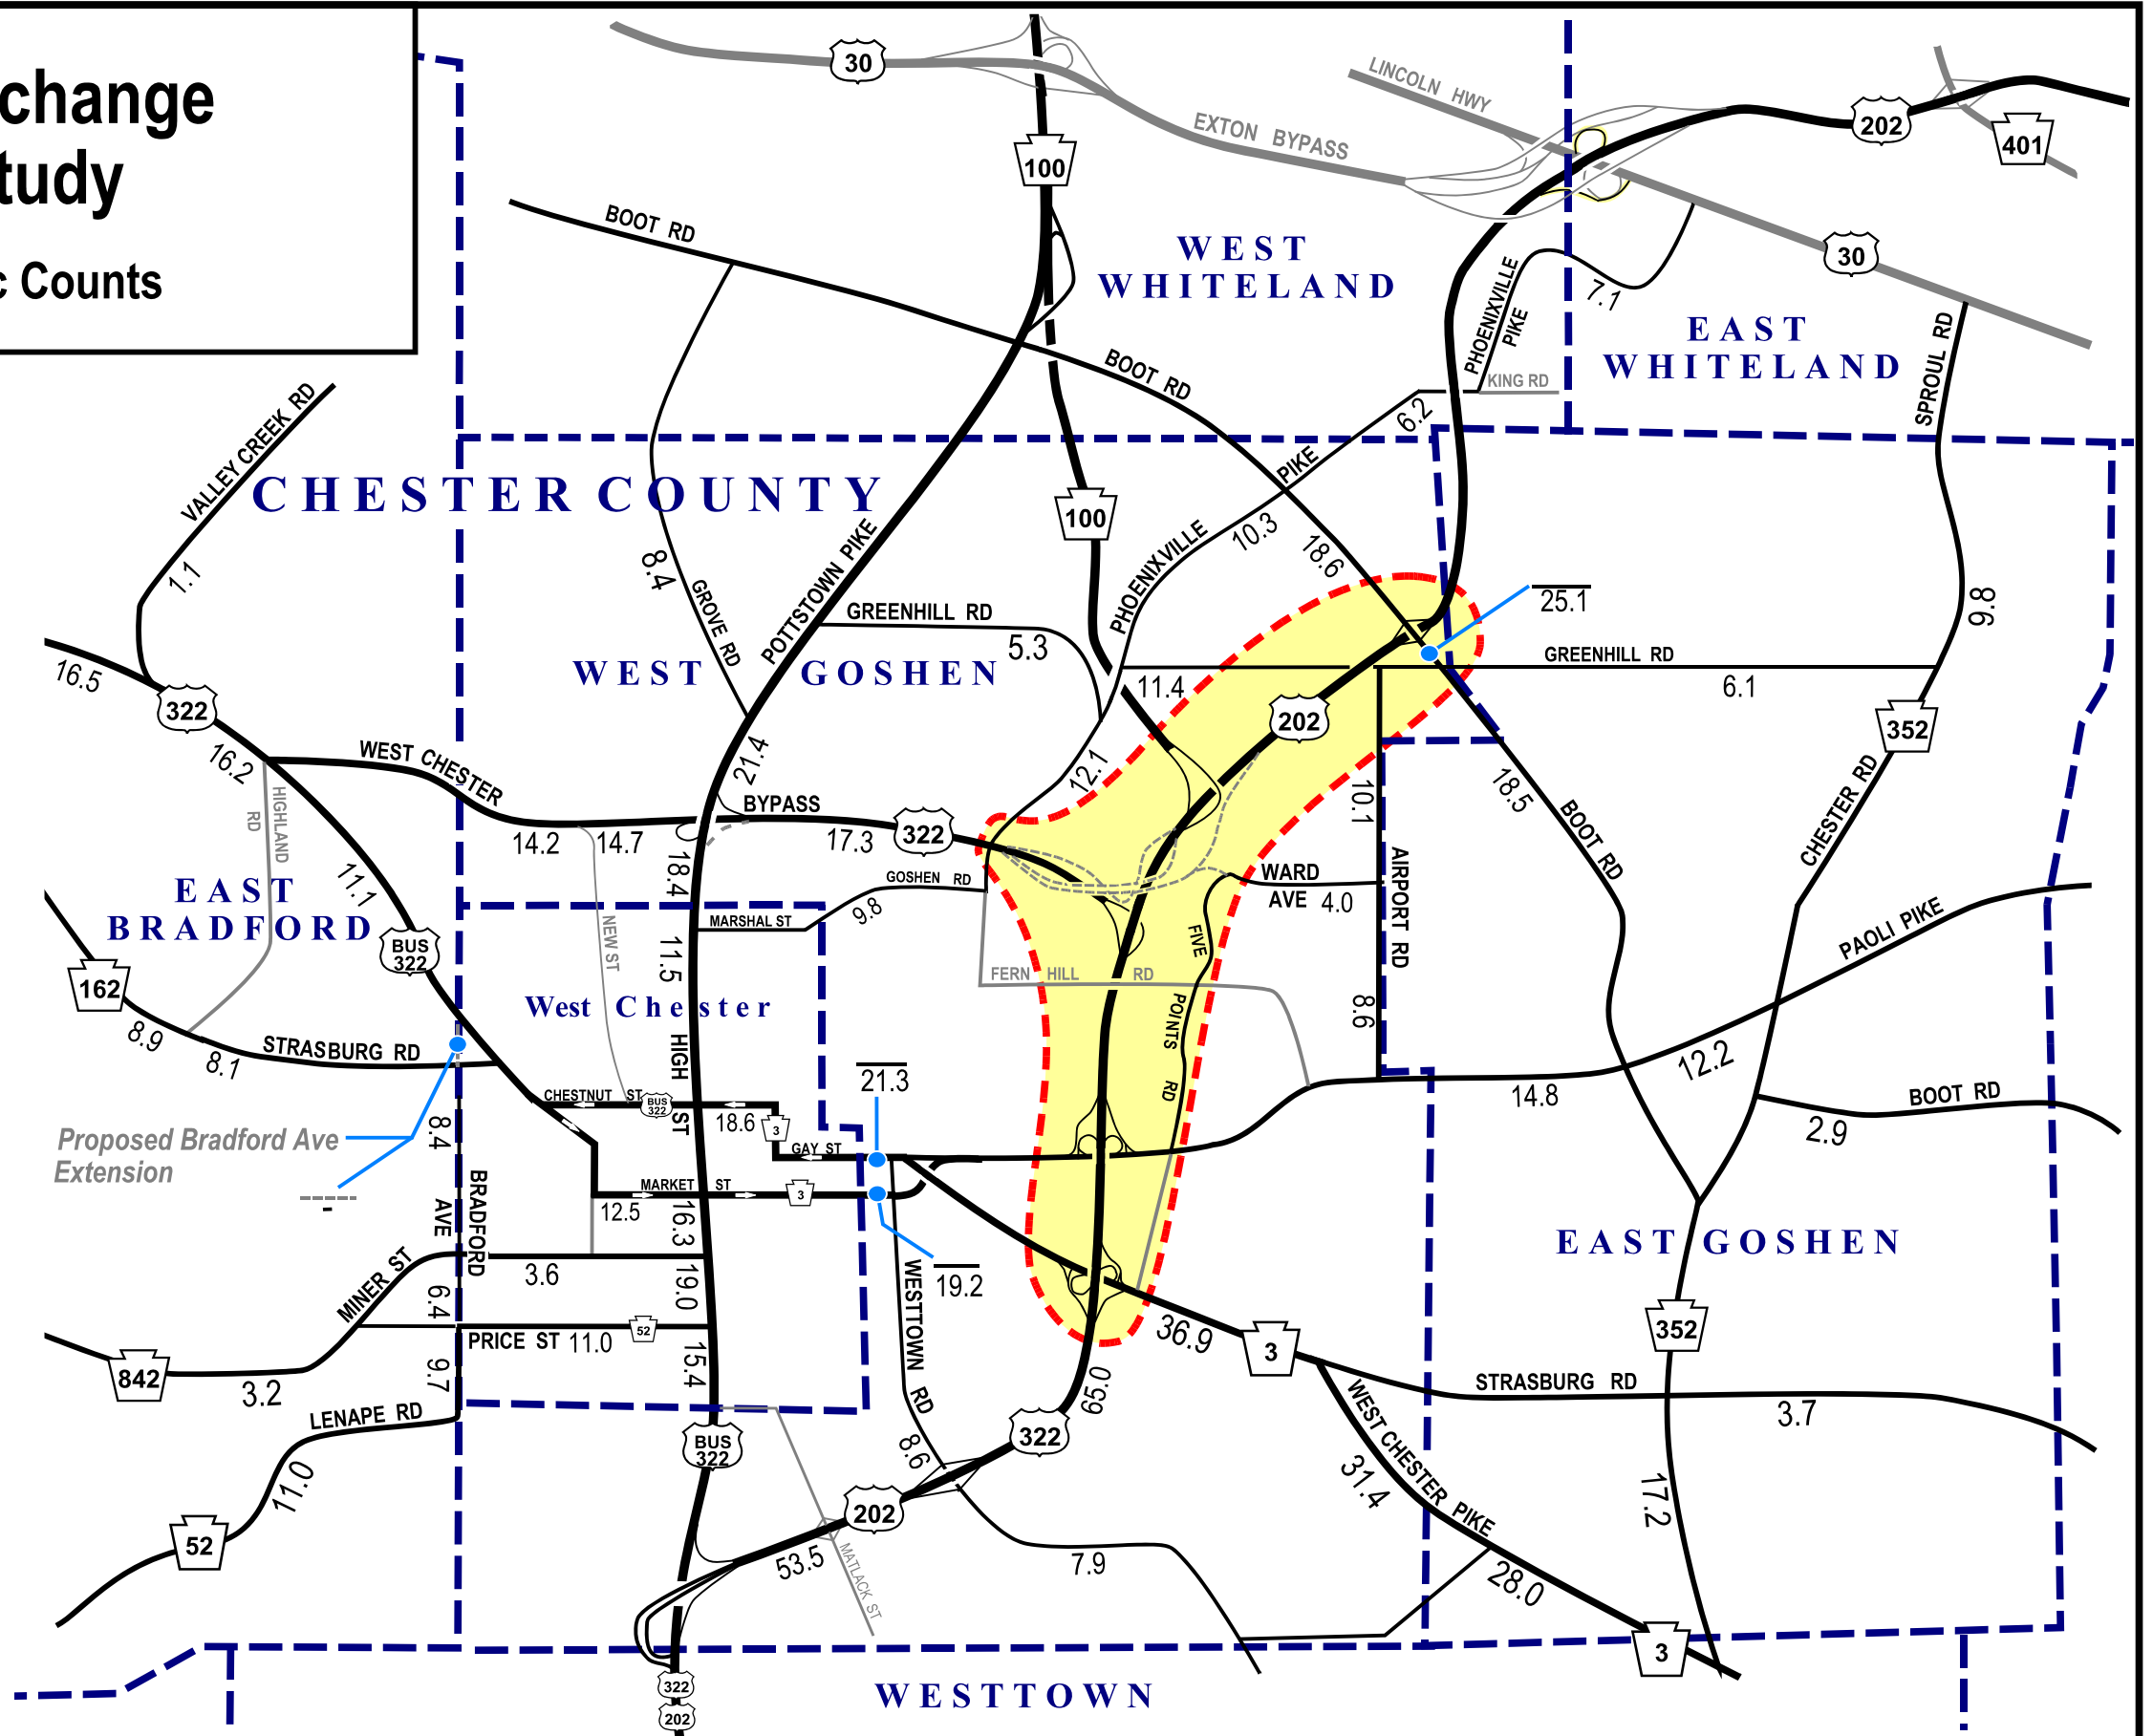 change
tudy
c Counts
30
100
LINCOLN HWY
EXTON BYPASS
202
401
30
BOOT RD
WEST
WHITELAND
PHOENIXVILLE
PIKE
7.1
EAST
WHITELAND
KING RD
SPROUL RD
BOOT RD
6.2
VALLEY CREEK RD
1.1
CHESTER COUNTY
100
PIKE
PHOENIXVILLE
10.3
18.6
8.4
GROVE RD
POTTSTOWN PIKE
GREENHILL RD
5.3
25.1
9.8
16.5
322
WEST GOSHEN
11.4
GREENHILL RD
6.1
202
352
16.2
WEST CHESTER
21.4
BYPASS
12.1
10.1
18.5
BOOT RD
CHESTER RD
HIGHLAND
RD
14.2
14.7
17.3
322
11.1
18.4
GOSHEN RD
WARD
AVE 4.0
AIRPORT RD
EAST
BRADFORD
BUS
322
NEW ST
MARSHAL ST
9.8
FIVE
POINTS
RD
PAOLI PIKE
162
11.5
West Chester
FERN HILL RD
8.6
8.9
8.1
STRASBURG RD
HIGH ST
21.3
12.2
14.8
CHESTNUT ST
BUS
322
18.6
3
GAY ST
BOOT RD
2.9
Proposed Bradford Ave
Extension
-----
-
8.4
BRADFORD
AVE
MARKET ST
3
12.5
16.3
19.2
EAST GOSHEN
MINER ST
3.6
19.0
WESTTOWN RD
6.4
PRICE ST 11.0
52
36.9
3
352
842
3.2
9.7
15.4
65.0
STRASBURG RD
3.7
LENAPE RD
11.0
BUS
322
322
8.6
WEST CHESTER PIKE
31.4
17.2
52
202
53.5
MATLACK ST
7.9
28.0
3
322
202
WESTTOWN